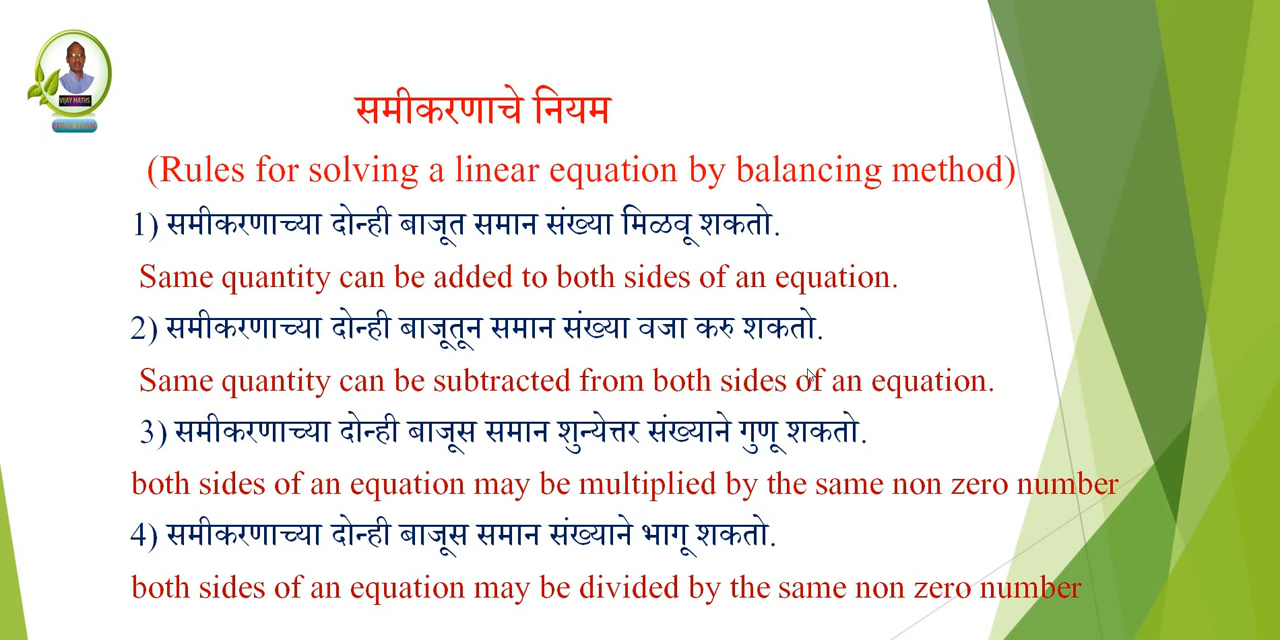 VIJAY MATHS
समीकरणाचे नियम
(Rules for solving a linear equation by balancing method)
1) समीकरणाच्या दोन्ही बाजूत समान संख्या मिळवू शकतो.
Same quantity can be added to both sides of an equation.
2) समीकरणाच्या दोन्ही बाजूतून समान संख्या वजा करु शकतो.
Same quantity can be subtracted from both sides of an equation.
3) समीकरणाच्या दोन्ही बाजूस समान शुन्येत्तर संख्याने गुणू शकतो.
both sides of an equation may be multiplied by the same non zero number
4) समीकरणाच्या दोन्ही बाजूस समान संख्याने भागू शकतो.
both sides of an equation may be divided by the same non zero number